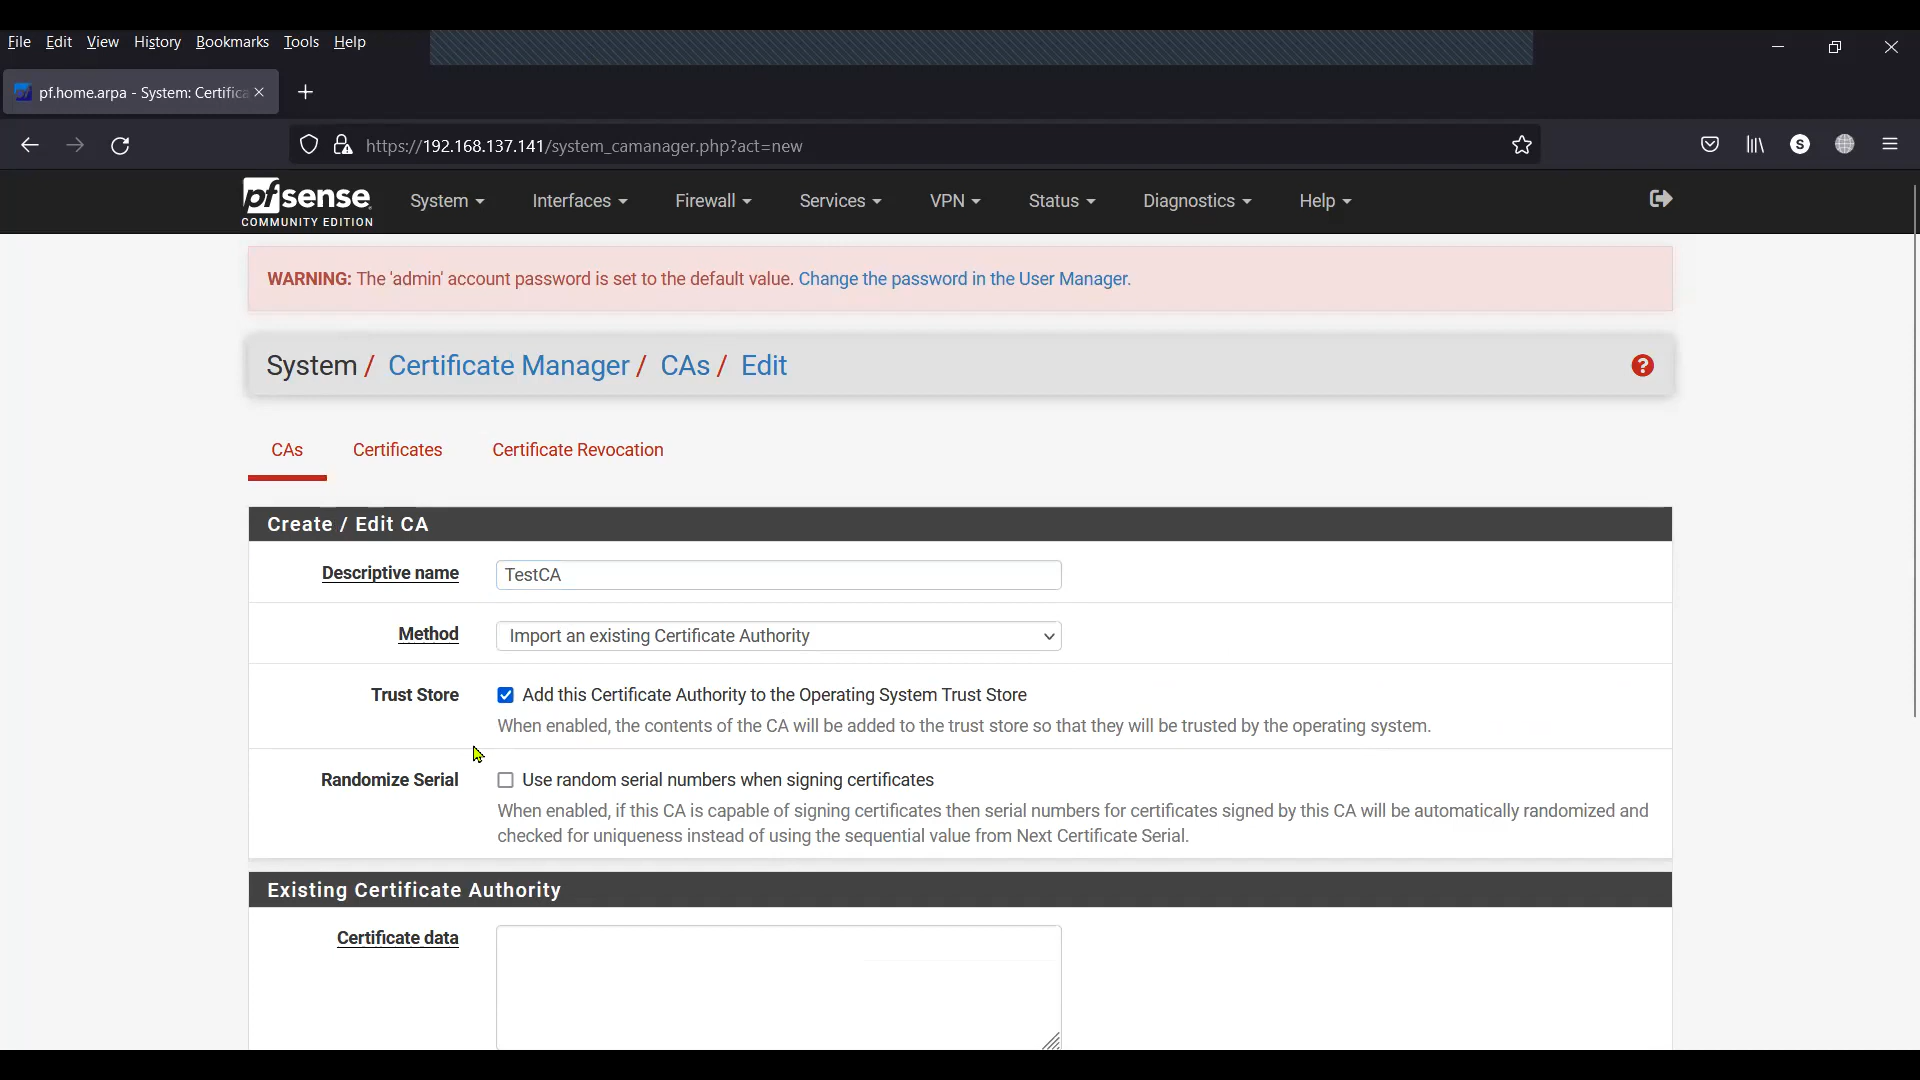 File Edit View History Bookmarks Tools Help
pf.home.arpa - System: Certifica
https://192.168.137.141/system_camanager.php?act=new
S
pfsense
COMMUNITY EDITION
System Interfaces Firewall Services VPN Status Diagnostics Help
WARNING: The 'admin' account password is set to the default value. Change the password in the User Manager.
System / Certificate Manager / CAs / Edit
?
CAs Certificates Certificate Revocation
Create / Edit CA
Descriptive name TestCA
Method Import an existing Certificate Authority
Trust Store Add this Certificate Authority to the Operating System Trust Store
When enabled, the contents of the CA will be added to the trust store so that they will be trusted by the operating system.
Randomize Serial Use random serial numbers when signing certificates
When enabled, if this CA is capable of signing certificates then serial numbers for certificates signed by this CA will be automatically randomized and
checked for uniqueness instead of using the sequential value from Next Certificate Serial.
Existing Certificate Authority
Certificate data